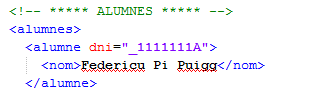 <!-- ***** ALUMNES ***** -->
<alumnes>
<alumne dni="_1111111A">
<nom>Federicu Pi Puigg</nom>
</alumne>